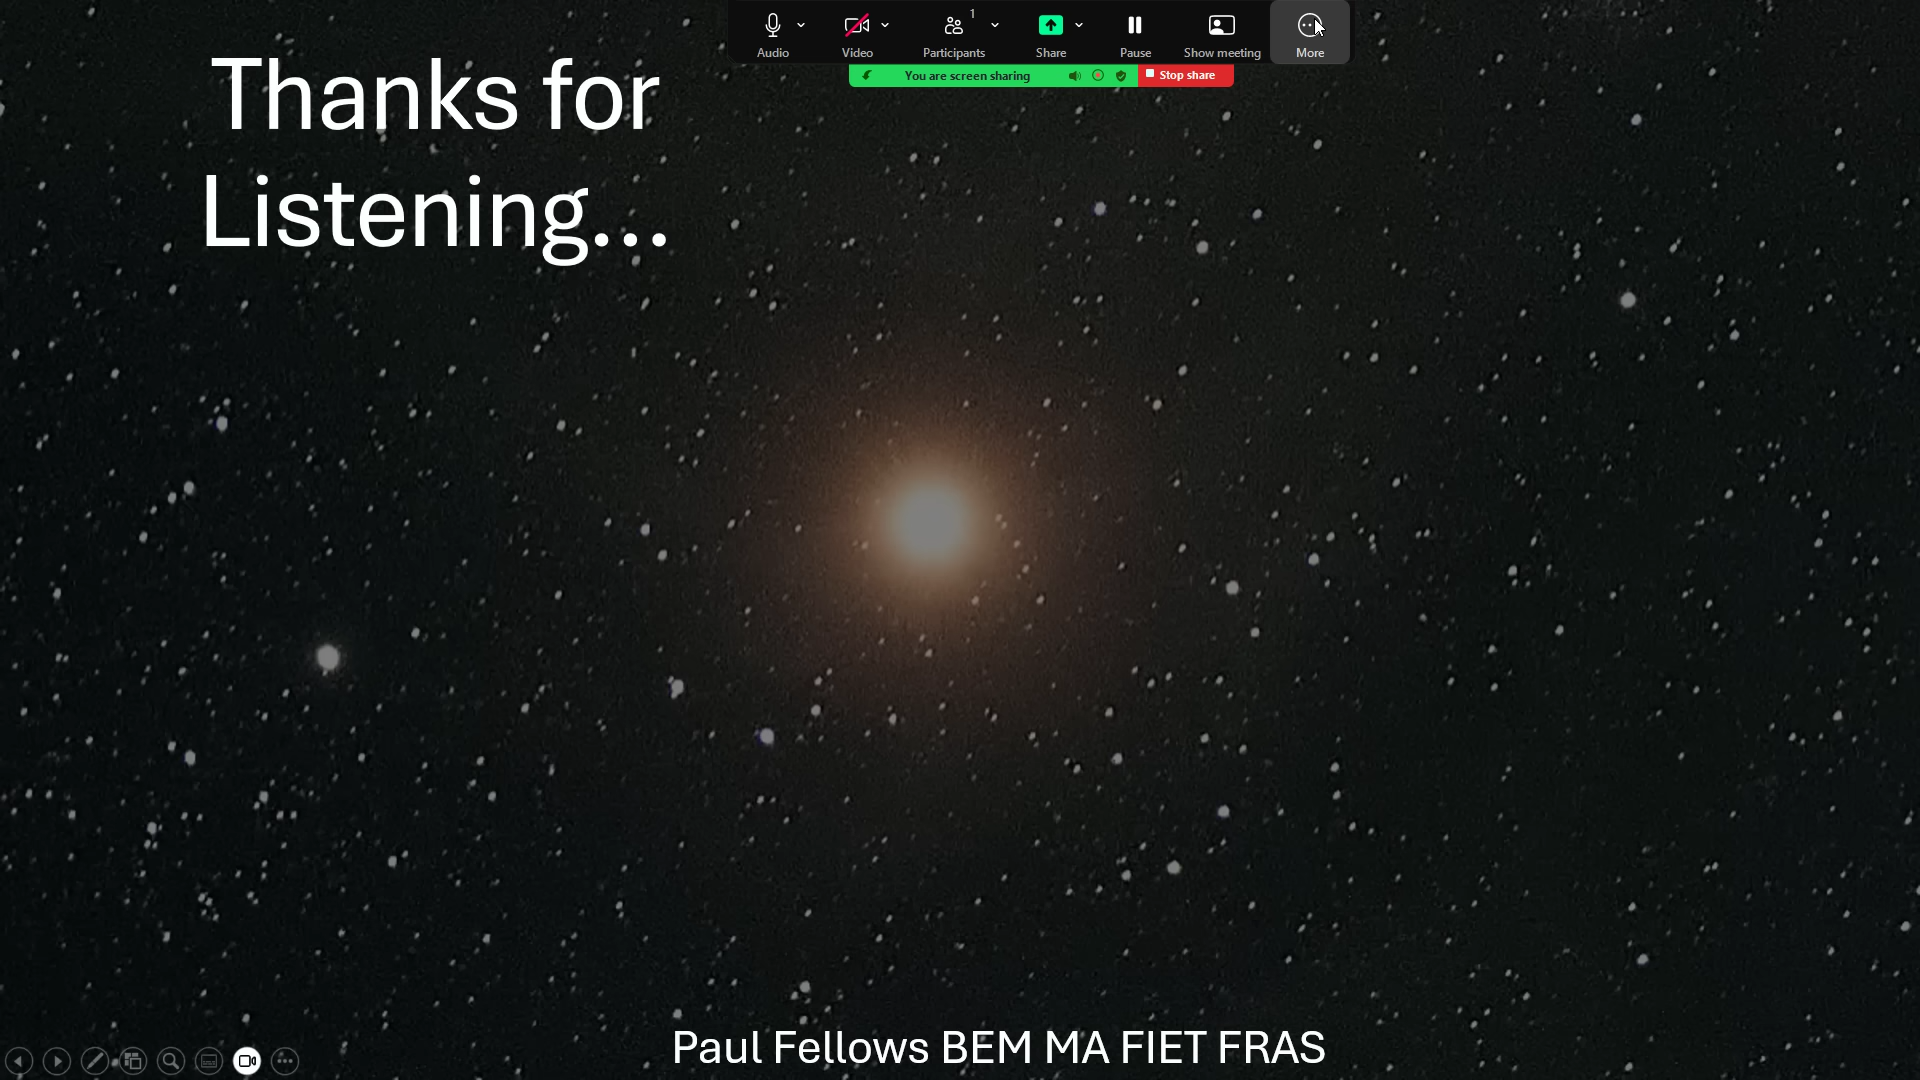 1
Audio
Video
Participants
Share
Pause
Show meeting
More
You are screen sharing
Stop share
Thanks for
Listening...
Paul Fellows BEM MA FIET FRAS